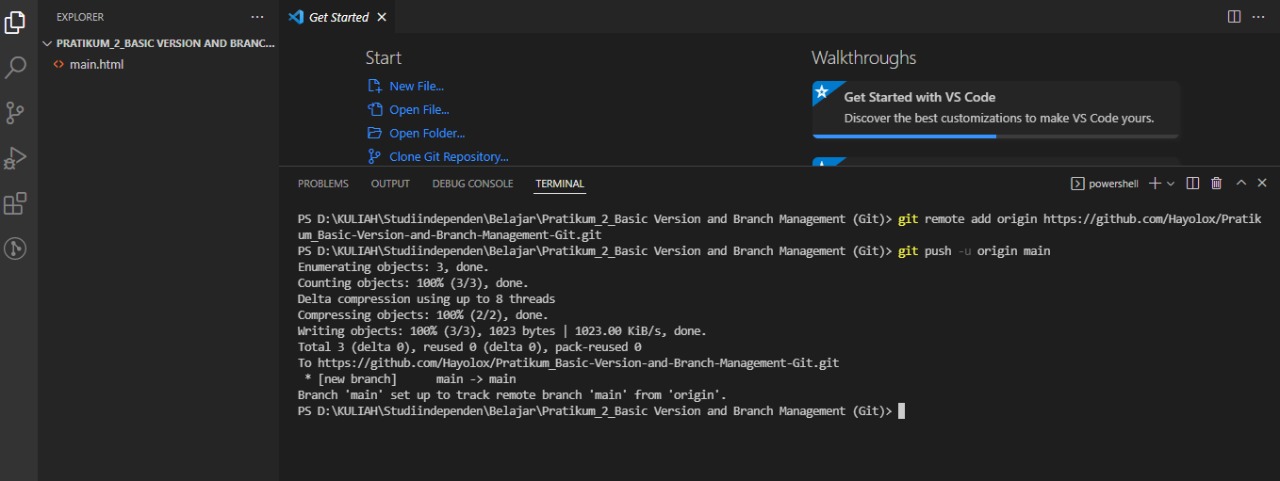 EXPLORER
Get Started
PRATIKUM_2_BASIC VERSION AND BRANC...
main.html
Start
New File...
Open File...
Open Folder...
Clone Git Repository...
Walkthroughs
Get Started with VS Code
Discover the best customizations to make VS Code yours.
PROBLEMS OUTPUT DEBUG CONSOLE TERMINAL
powershell
PS D:\KULIAH\Studiindependen\Belajar\Pratikum_2_Basic Version and Branch Management (Git)> git remote add origin https://github.com/Hayolox/Pratik
um_Basic-Version-and-Branch-Management-Git.git
PS D:\KULIAH\Studiindependen\Belajar\Pratikum_2_Basic Version and Branch Management (Git)> git push -u origin main
Enumerating objects: 3, done.
Counting objects: 100% (3/3), done.
Delta compression using up to 8 threads
Compressing objects: 100% (2/2), done.
Writing objects: 100% (3/3), 1023 bytes | 1023.00 KiB/s, done.
Total 3 (delta 0), reused 0 (delta 0), pack-reused 0
To https://github.com/Hayolox/Pratikum_Basic-Version-and-Branch-Management-Git.git
 * [new branch]      main -> main
Branch 'main' set up to track remote branch 'main' from 'origin'.
PS D:\KULIAH\Studiindependen\Belajar\Pratikum_2_Basic Version and Branch Management (Git)>